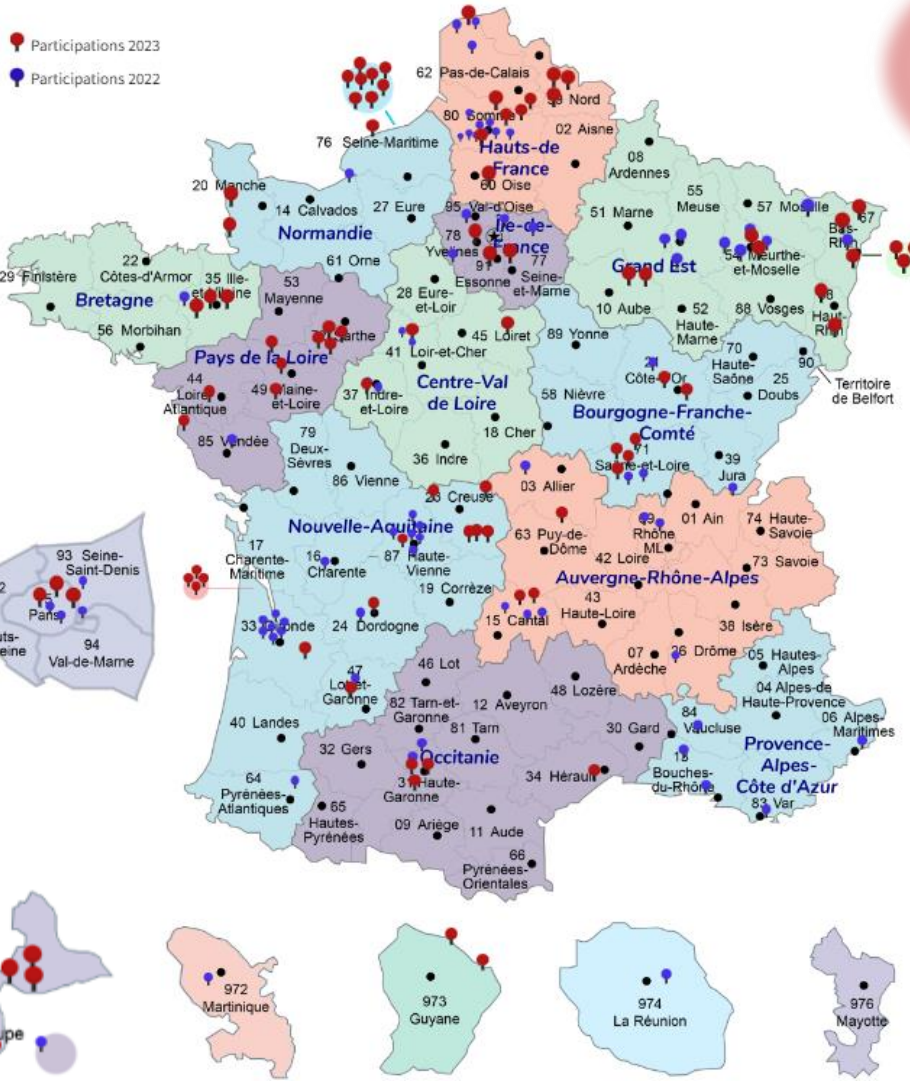 Participations 2023
Participations 2022
62 Pas-de-Calais
59 Nord
80 Somme
02 Aisne
Hauts-de
France
60 Oise
76 Seine-Maritime
20 Manche
14 Calvados
27 Eure
Normandie
61 Orne
95 Val-d'Oise
78
Yvelines
91
Essonne
77
Seine-
et-Marne
Île-de-
France
08
Ardennes
51 Marne
55
Meuse
57 Moselle
67
Bas-
Rhin
54 Meurthe-
et-Moselle
Grand Est
10 Aube
52
Haute-
Marne
88 Vosges
68
Haut-
Rhin
29 Finistère
22
Côtes-d'Armor
35 Ille-
et-Vilaine
Bretagne
56 Morbihan
53
Mayenne
72 Sarthe
Pays de la Loire
44
Loire
Atlantique
49 Maine-
et-Loire
85 Vendée
28 Eure-
et-Loir
45 Loiret
41 Loir-et-Cher
37 Indre-
et-Loire
Centre-Val
de Loire
18 Cher
36 Indre
89 Yonne
21
Côte-d'Or
70
Haute-
Saône
90
Territoire
de Belfort
58 Nièvre
25
Doubs
Bourgogne-Franche-
Comté
71
Saône-et-Loire
39
Jura
79
Deux-
Sèvres
86 Vienne
23 Creuse
Nouvelle-Aquitaine
17
Charente-
Maritime
16
Charente
87 Haute-
Vienne
19 Corrèze
33 Gironde
24 Dordogne
47
Lot-et-
Garonne
40 Landes
64
Pyrénées-
Atlantiques
03 Allier
63 Puy-de-
Dôme
69
Rhône
ML
01 Ain
74
Haute-
Savoie
42 Loire
73 Savoie
Auvergne-Rhône-Alpes
43
Haute-Loire
15 Cantal
38 Isère
07
Ardèche
26 Drôme
46 Lot
82 Tarn-et-
Garonne
12 Aveyron
48 Lozère
81 Tarn
30 Gard
32 Gers
Occitanie
31 Haute-
Garonne
34 Hérault
65
Hautes-
Pyrénées
09 Ariège
11 Aude
66
Pyrénées-
Orientales
05 Hautes-
Alpes
04 Alpes-de
Haute-Provence
84
Vaucluse
06 Alpes-
Maritimes
13
Bouches-
du-Rhône
Provence-
Alpes-
Côte d'Azur
83 Var
93 Seine-
Saint-Denis
Paris
94
Val-de-Marne
972
Martinique
973
Guyane
974
La Réunion
976
Mayotte